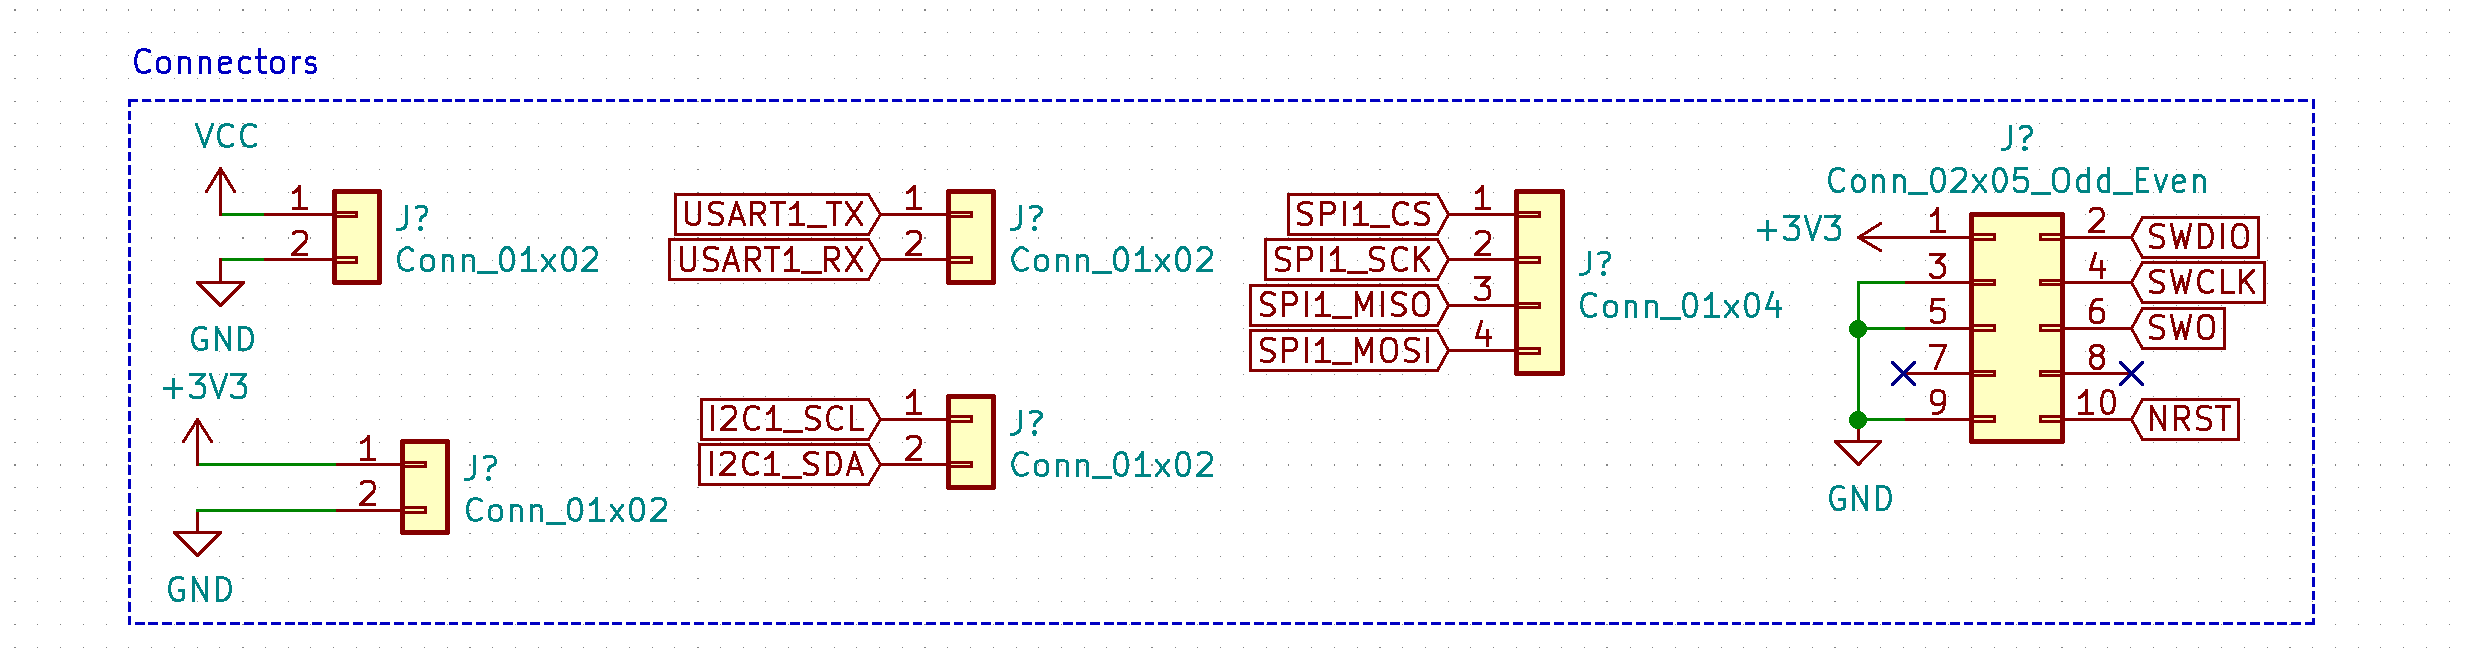 Connectors
VCC
1
2
J?
Conn_01x02
GND
+3V3
1
2
J?
Conn_01x02
GND
USART1_TX
1
USART1_RX
2
J?
Conn_01x02
I2C1_SCL
1
I2C1_SDA
2
J?
Conn_01x02
SPI1_CS
1
SPI1_SCK
2
SPI1_MISO
3
SPI1_MOSI
4
J?
Conn_01x04
J?
Conn_02x05_Odd_Even
+3V3 1 2 SWDIO
3 4 SWCLK
5 6 SWO
7 8
9 10 NRST
GND